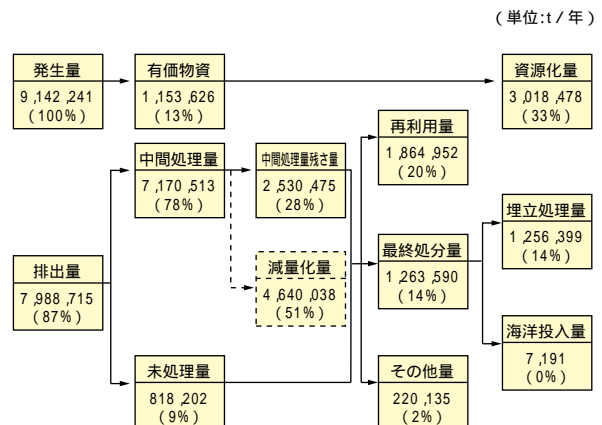 (単位:t/年)
発生量
9,142,241
(100%)
有価物資
1,153,626
(13%)
資源化量
3,018,478
(33%)
再利用量
1,864,952
(20%)
中間処理量
7,170,513
(78%)
中間処理量残さ量
2,530,475
(28%)
埋立処理量
1,256,399
(14%)
最終処分量
1,263,590
(14%)
減量化量
4,640,038
(51%)
排出量
7,988,715
(87%)
海洋投入量
7,191
(0%)
未処理量
818,202
(9%)
その他量
220,135
(2%)